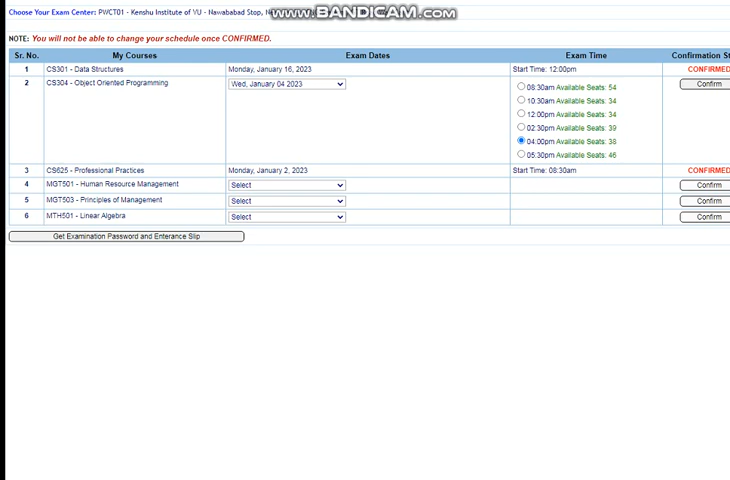 Choose Your Exam Center: PWCT01 - Kenshu Institute of VU - Nawababad Stop,
www.BANDICAM.com
NOTE: You will not be able to change your schedule once CONFIRMED.
Sr. No. My Courses Exam Dates Exam Time Confirmation St
1 CS301 - Data Structures Monday, January 16, 2023 Start Time: 12:00pm CONFIRMED
2 CS304 - Object Oriented Programming Wed, January 04 2023 Confirm
08:30am Available Seats: 54
10:30am Available Seats: 34
12:00pm Available Seats: 34
02:30pm Available Seats: 39
04:00pm Available Seats: 38
05:30pm Available Seats: 46
3 CS625 - Professional Practices Monday, January 2, 2023 Start Time: 08:30am CONFIRMED
4 MGT501 - Human Resource Management Select Confirm
5 MGT503 - Principles of Management Select Confirm
6 MTH501 - Linear Algebra Select Confirm
Get Examination Password and Enterance Slip